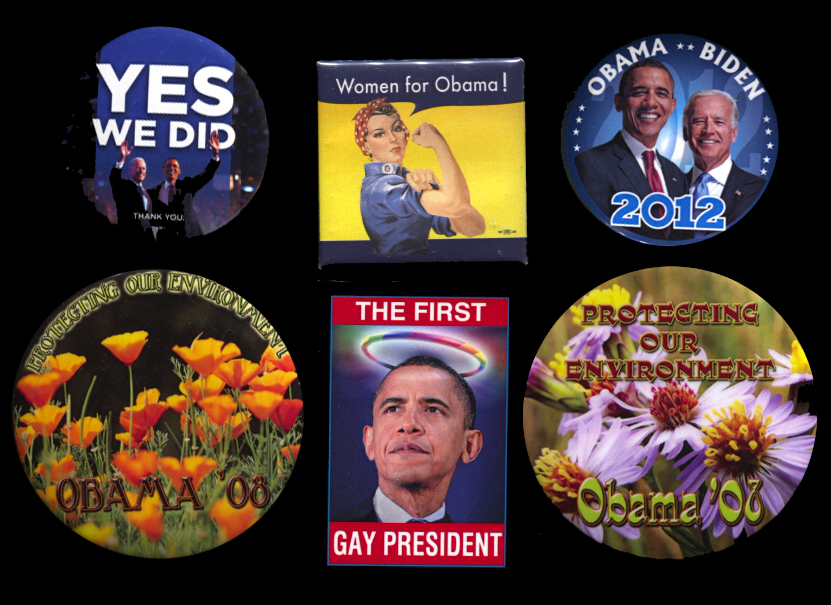 YES
WE DID
THANK YOU.
Women for Obama!
OBAMA ** BIDEN
2012
PROTECTING OUR ENVIRONMENT
OBAMA '08
THE FIRST
GAY PRESIDENT
PROTECTING
OUR
ENVIRONMENT
Obama '08